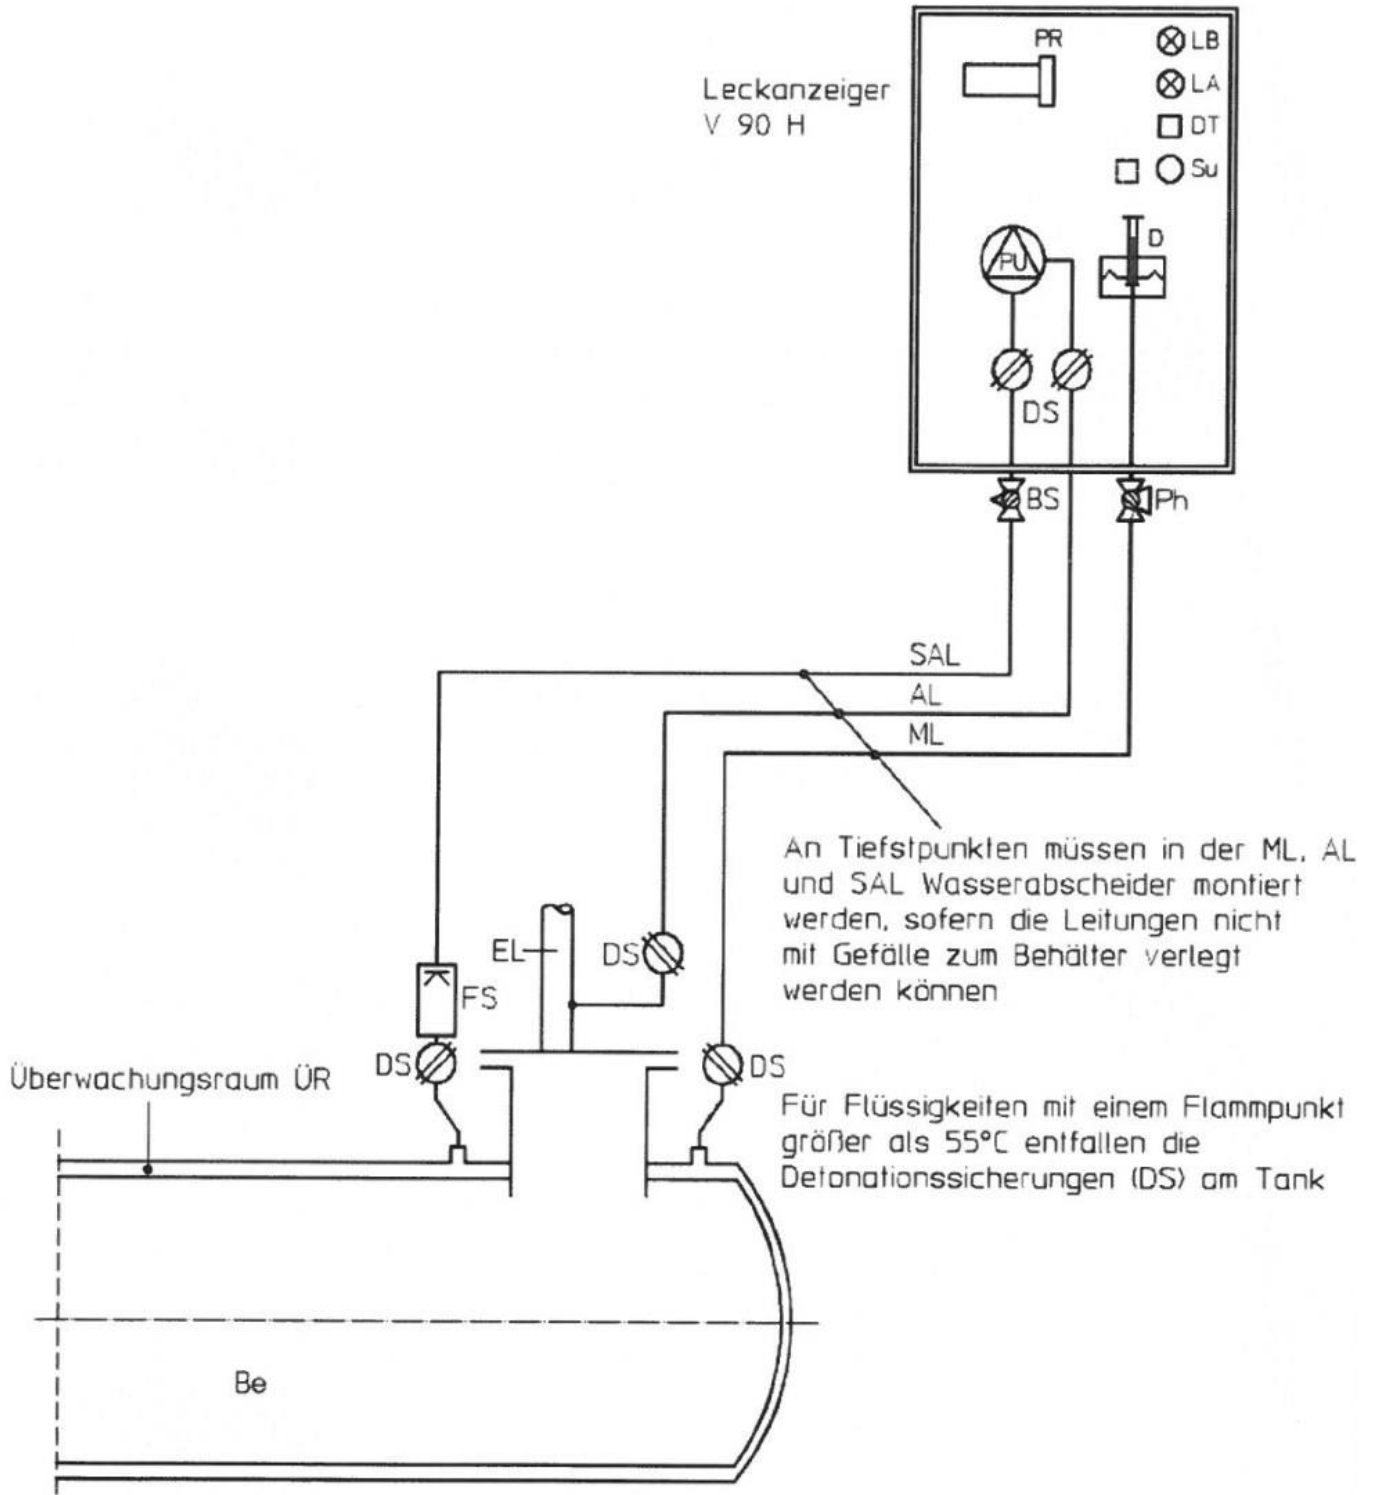 PR
LB
LA
DT
Su
Leckanzeiger
V 90 H
D
PU
DS
BS
Ph
SAL
AL
ML
An Tiefstpunkten müssen in der ML, AL
und SAL Wasserabscheider montiert
werden, sofern die Leitungen nicht
mit Gefälle zum Behälter verlegt
werden können
EL
DS
FS
DS
DS
Überwachungsraum ÜR
Für Flüssigkeiten mit einem Flammpunkt
größer als 55°C entfallen die
Detonationssicherungen (DS) am Tank
Be